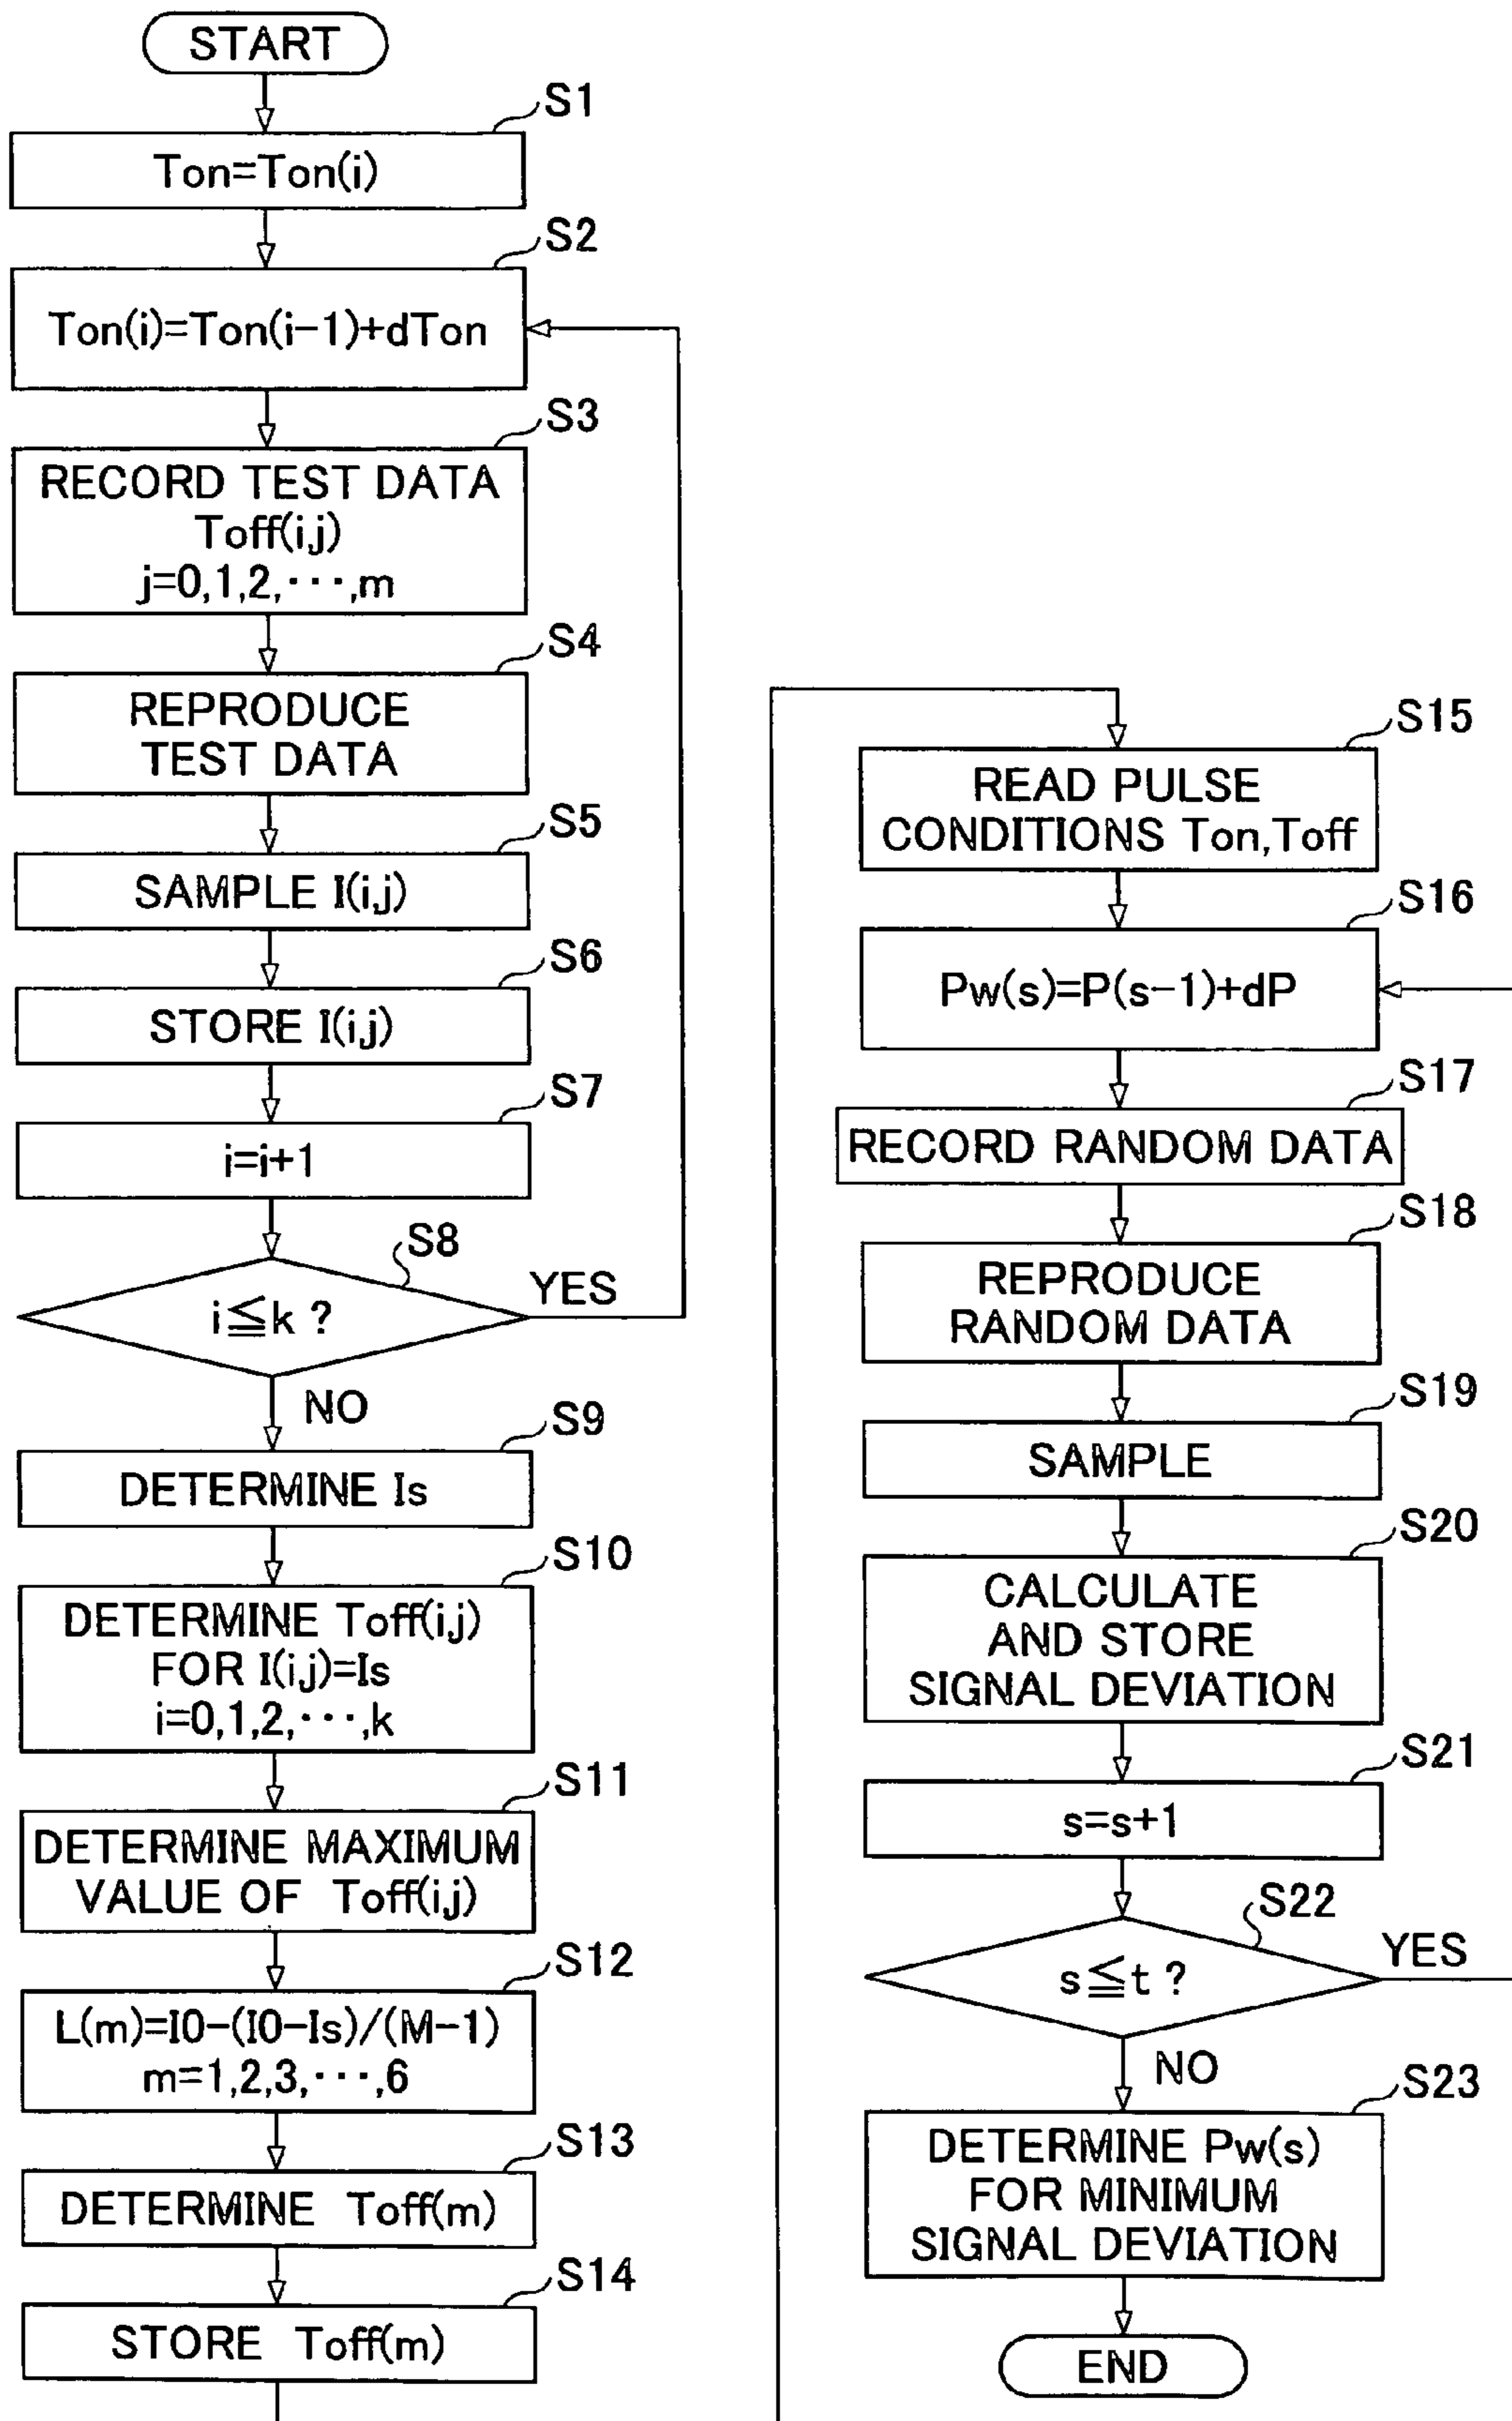 START
S1
Ton=Ton(i)
S2
Ton(i)=Ton(i-1)+dTon
S3
RECORD TEST DATA
Toff(i,j)
j=0,1,2,···,m
S4
REPRODUCE
TEST DATA
S5
SAMPLE I(i,j)
S6
STORE I(i,j)
S7
i=i+1
S8
i≦k ?
YES
NO
S9
DETERMINE Is
S10
DETERMINE Toff(i,j)
FOR I(i,j)=Is
i=0,1,2,···,k
S11
DETERMINE MAXIMUM
VALUE OF Toff(i,j)
S12
L(m)=I0-(I0-Is)/(M-1)
m=1,2,3,···,6
S13
DETERMINE Toff(m)
S14
STORE Toff(m)
S15
READ PULSE
CONDITIONS Ton,Toff
S16
Pw(s)=P(s-1)+dP
S17
RECORD RANDOM DATA
S18
REPRODUCE
RANDOM DATA
S19
SAMPLE
S20
CALCULATE
AND STORE
SIGNAL DEVIATION
S21
s=s+1
S22
s≦t ?
YES
NO
S23
DETERMINE Pw(s)
FOR MINIMUM
SIGNAL DEVIATION
END